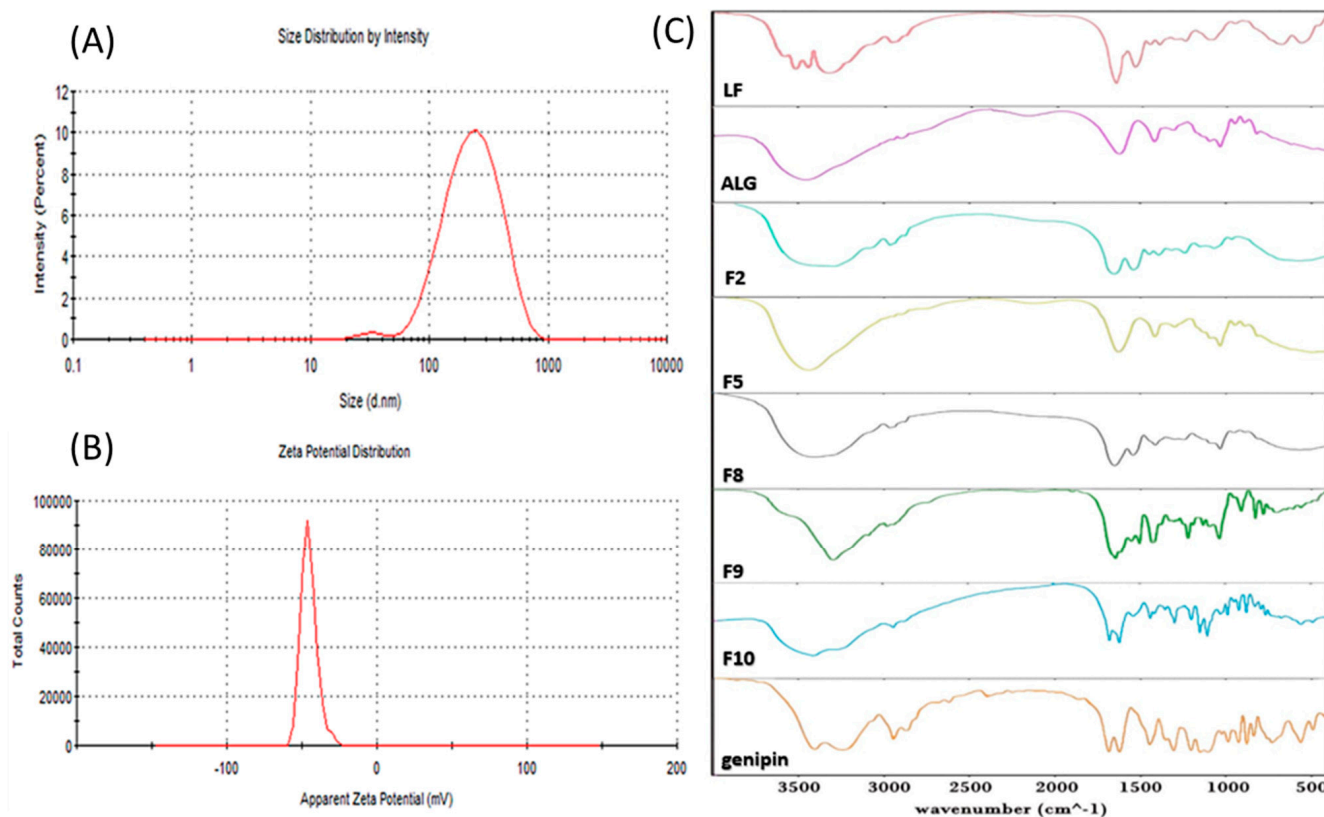 (A)
Size Distribution by Intensity
Intensity (Percent)
12
10
8
6
4
2
0
0.1 1 10 100 1000 10000
Size (d.nm)
(B)
Zeta Potential Distribution
Total Counts
100000
80000
60000
40000
20000
0
-100 0 100 200
Apparent Zeta Potential (mV)
(C)
LF
ALG
F2
F5
F8
F9
F10
genipin
3500 3000 2500 2000 1500 1000 500
wavenumber (cm^-1)